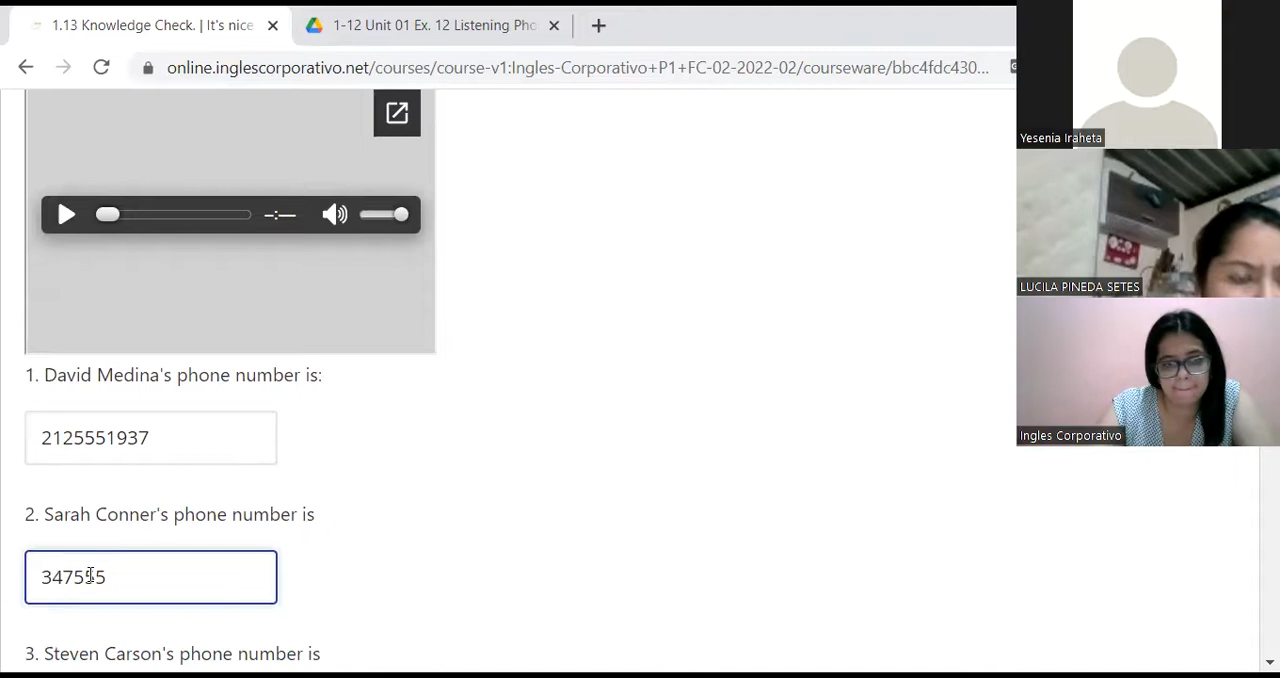 1.13 Knowledge Check. | It's nice
1-12 Unit 01 Ex. 12 Listening Pho
online.inglescorporativo.net/courses/course-v1:Ingles-Corporativo+P1+FC-02-2022-02/courseware/bbc4fdc430...
Yesenia Iraheta
LUCILA PINEDA SETES
Ingles Corporativo
-:--
1. David Medina's phone number is:
2125551937
2. Sarah Conner's phone number is
347555
3. Steven Carson's phone number is